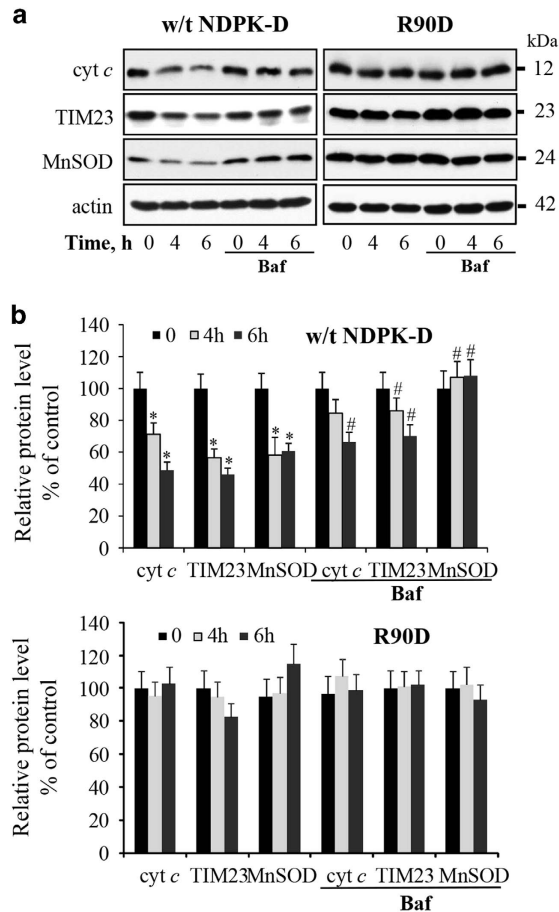 a
w/t NDPK-D R90D
kDa
cyt c 12
TIM23 23
MnSOD 24
actin 42
Time, h 0 4 6 0 4 6 0 4 6 0 4 6
Baf Baf
b
140
120
100
80
60
40
20
0
Relative protein level
% of control
0 4h 6h w/t NDPK-D
* * * * * * # # # # #
cyt c TIM23 MnSOD cyt c TIM23 MnSOD
Baf
140
120
100
80
60
40
20
0
Relative protein level
% of control
0 4h 6h R90D
cyt c TIM23 MnSOD cyt c TIM23 MnSOD
Baf